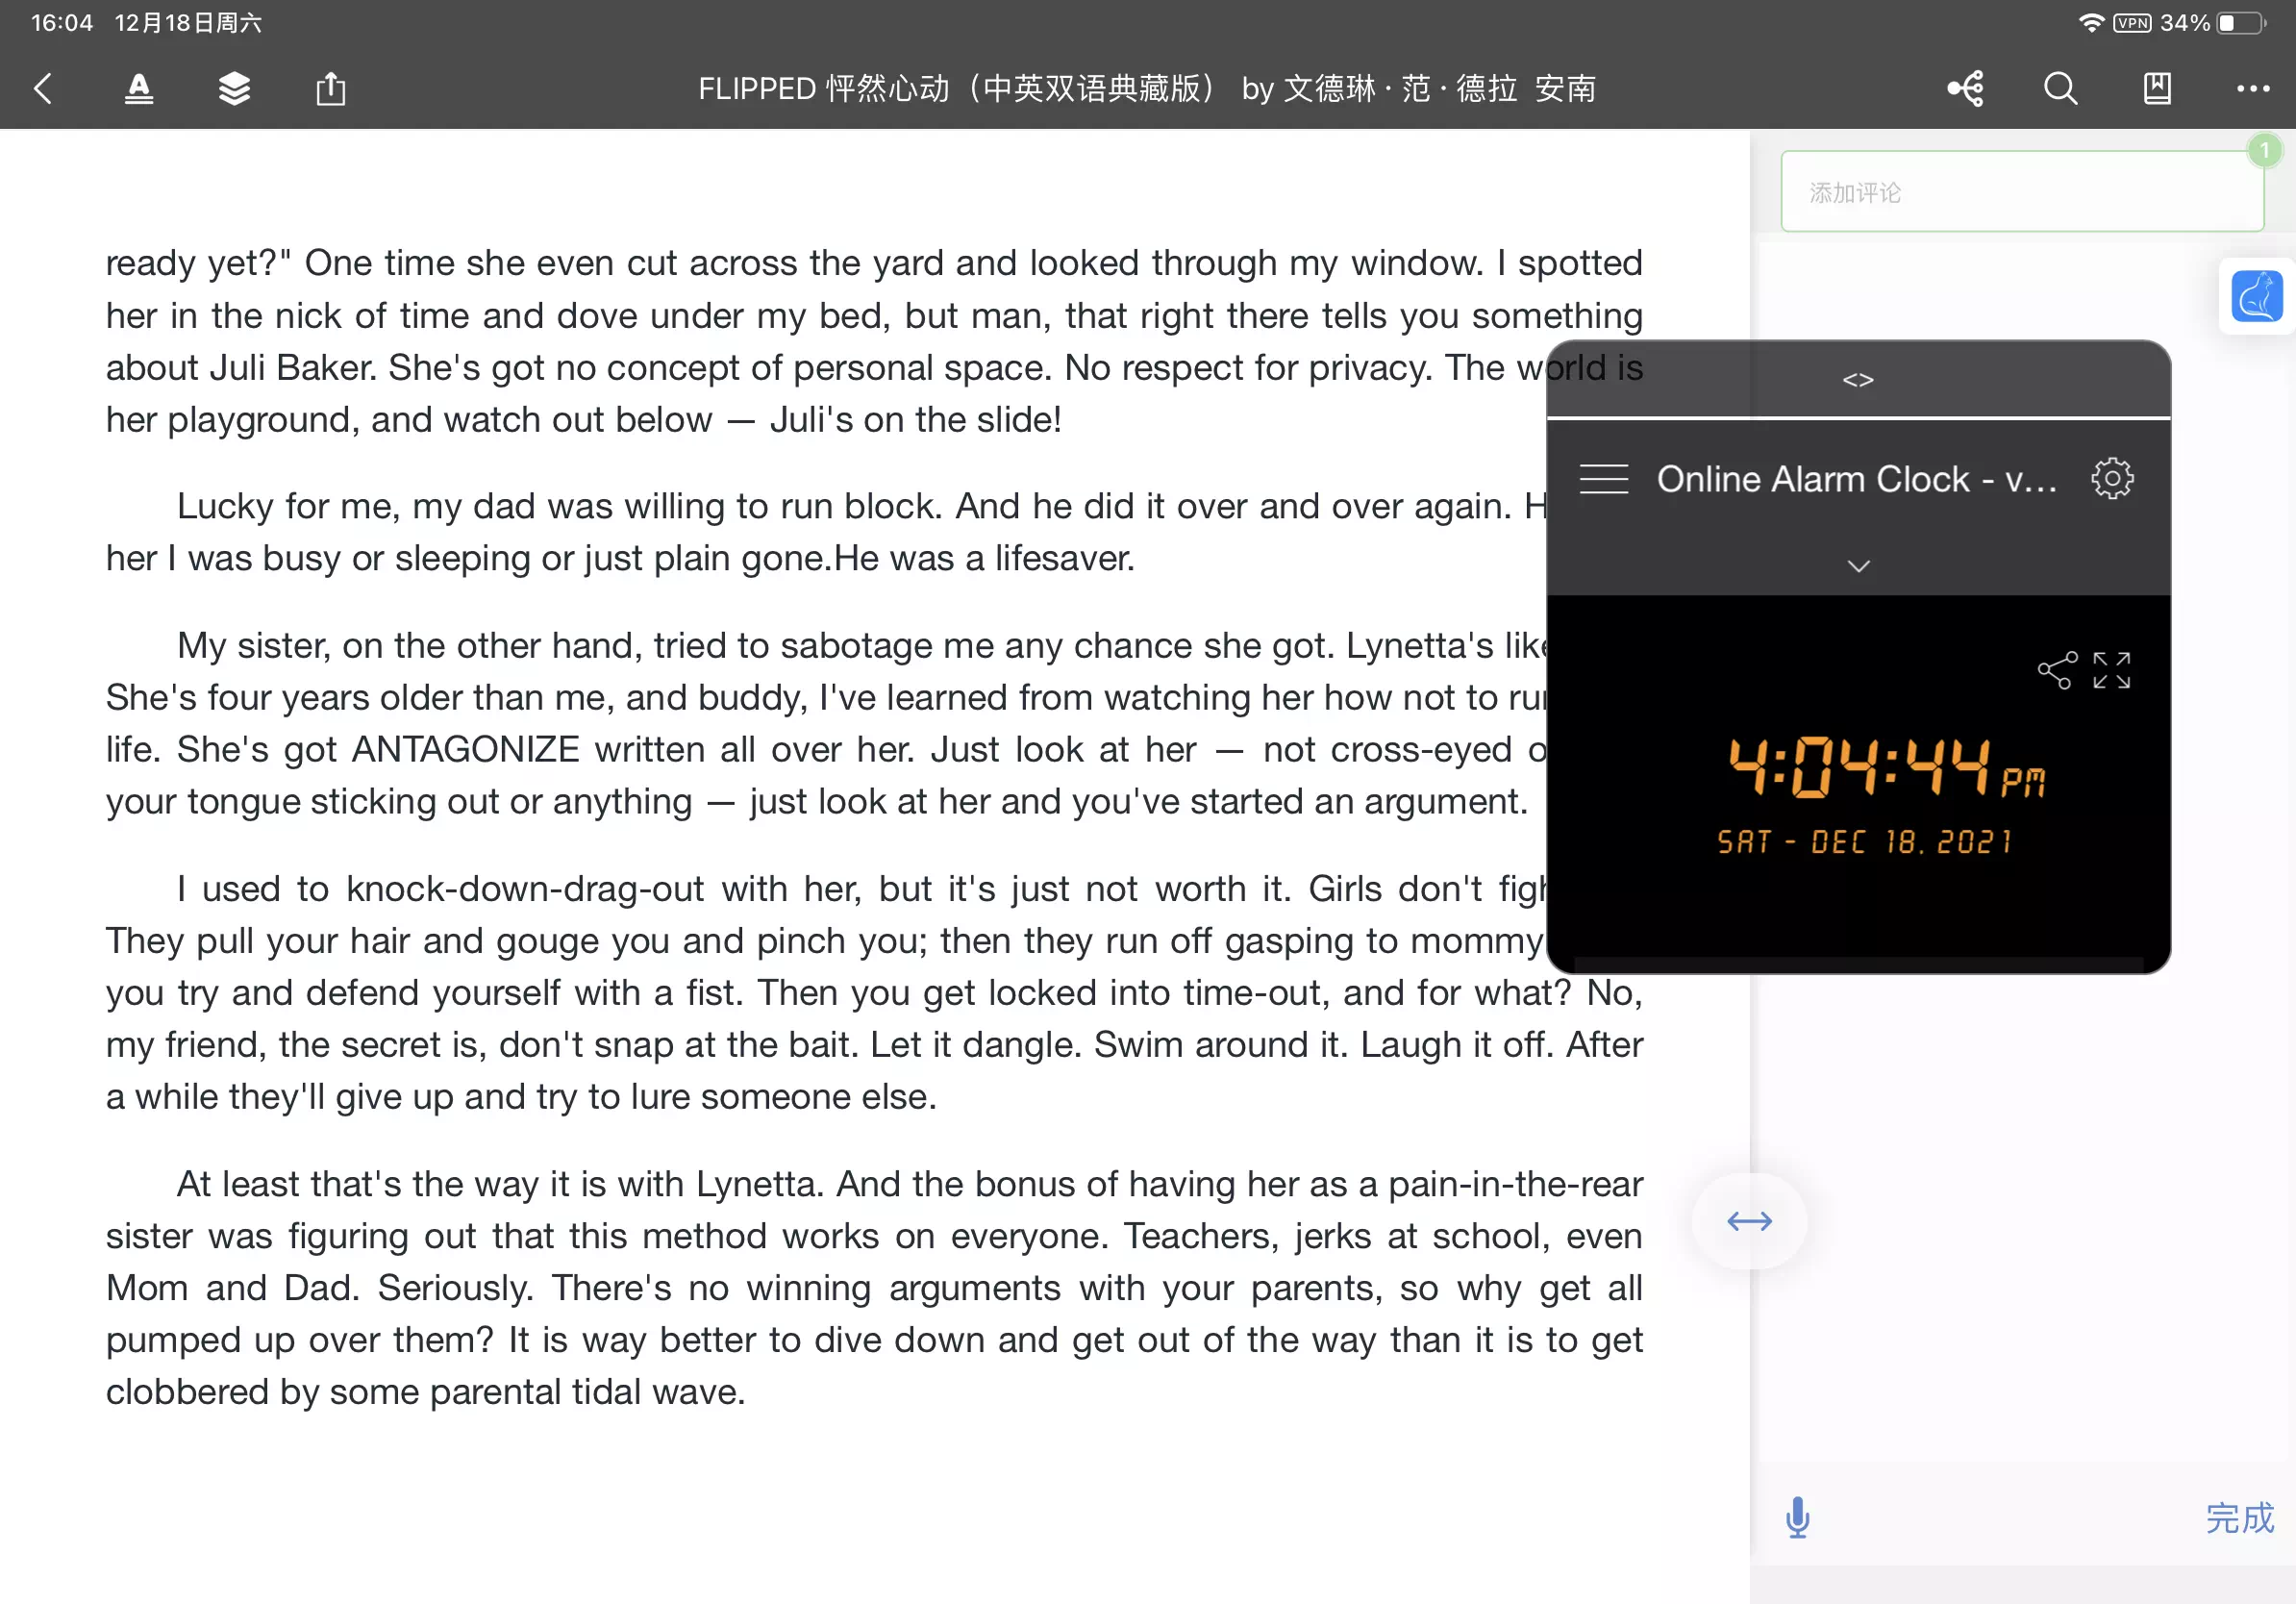 16:04 12月18日周六
VPN 34%
FLIPPED 怦然心动（中英双语典藏版） by 文德琳 · 范 · 德拉 安南
1
添加评论
ready yet?" One time she even cut across the yard and looked through my window. I spotted
her in the nick of time and dove under my bed, but man, that right there tells you something
about Juli Baker. She's got no concept of personal space. No respect for privacy. The world is
her playground, and watch out below — Juli's on the slide!
Lucky for me, my dad was willing to run block. And he did it over and over again.
her I was busy or sleeping or just plain gone.He was a lifesaver.
My sister, on the other hand, tried to sabotage me any chance she got. Lynetta's like
She's four years older than me, and buddy, I've learned from watching her how not to
life. She's got ANTAGONIZE written all over her. Just look at her — not cross-eyed
your tongue sticking out or anything — just look at her and you've started an argument.
I used to knock-down-drag-out with her, but it's just not worth it. Girls don't
They pull your hair and gouge you and pinch you; then they run off gasping to mommy
you try and defend yourself with a fist. Then you get locked into time-out, and for what? No,
my friend, the secret is, don't snap at the bait. Let it dangle. Swim around it. Laugh it off. After
a while they'll give up and try to lure someone else.
At least that's the way it is with Lynetta. And the bonus of having her as a pain-in-the-rear
sister was figuring out that this method works on everyone. Teachers, jerks at school, even
Mom and Dad. Seriously. There's no winning arguments with your parents, so why get all
pumped up over them? It is way better to dive down and get out of the way than it is to get
clobbered by some parental tidal wave.
<>
Online Alarm Clock - v...
4:04:44 PM
SAT - DEC 18, 2021
完成